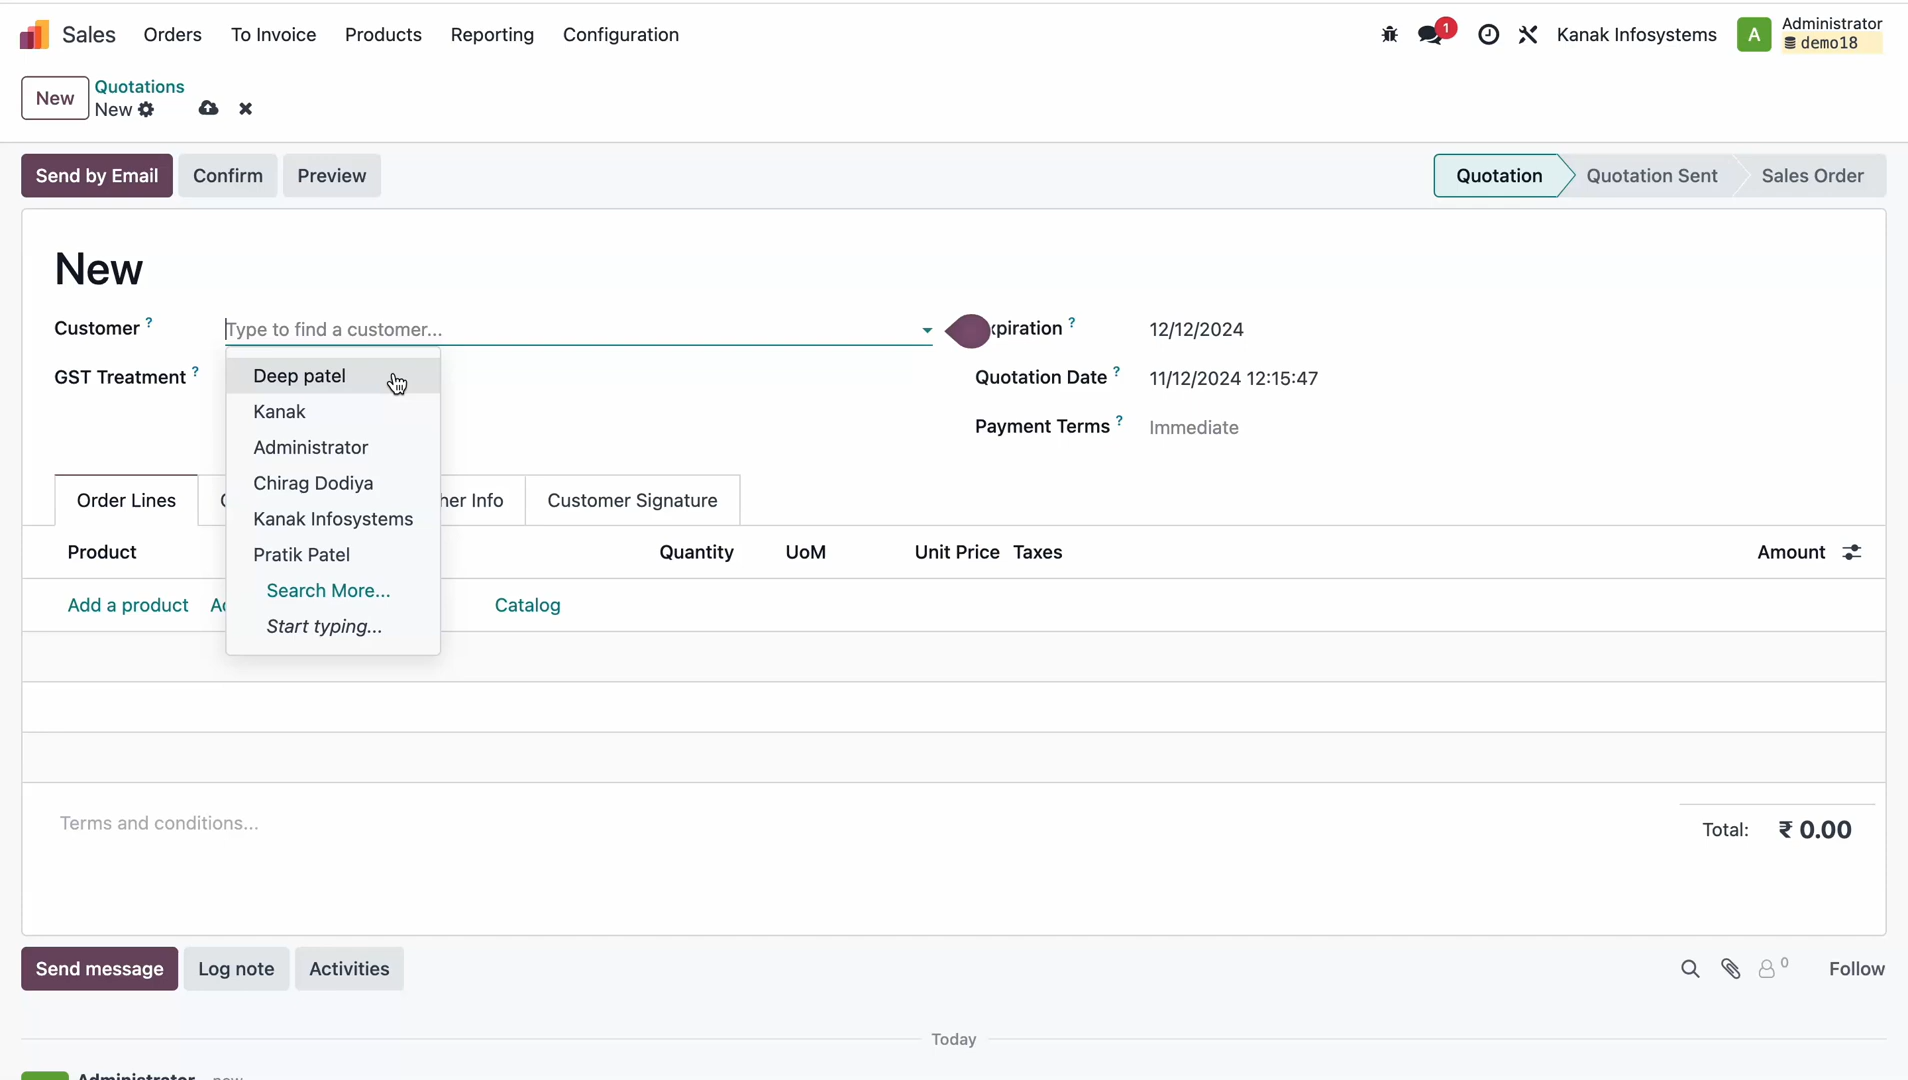 Sales Orders To Invoice Products Reporting Configuration 1 Kanak Infosystems A Administrator
demo18
New Quotations
New
Send by Email Confirm Preview Quotation Quotation Sent Sales Order
New
Customer ? Type to find a customer... xpiration ? 12/12/2024
GST Treatment ? Deep patel Quotation Date ? 11/12/2024 12:15:47
Kanak
Payment Terms ? Immediate
Administrator
Chirag Dodiya
Order Lines her Info Customer Signature
Kanak Infosystems
Product Pratik Patel Quantity UoM Unit Price Taxes Amount
Search More...
Add a product Catalog
Start typing...
Terms and conditions...
Total: ₹ 0.00
Send message Log note Activities 0 Follow
Today
Administrator